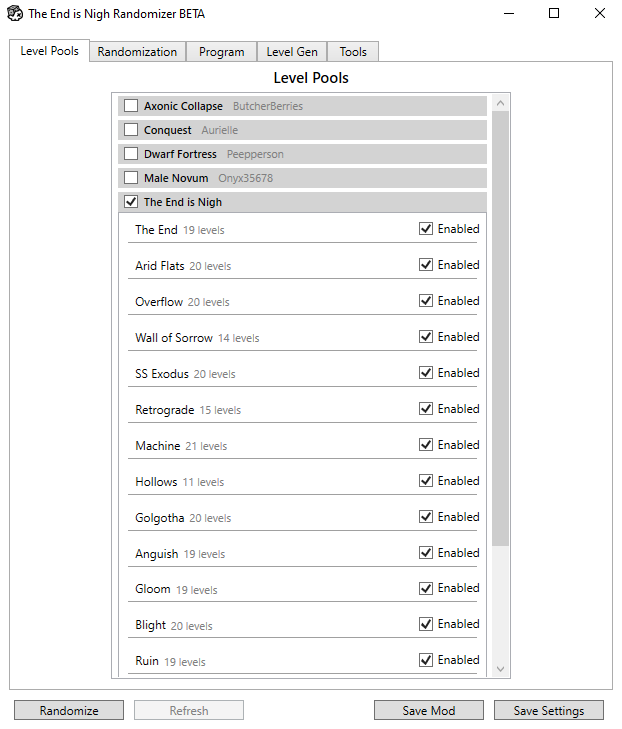 The End is Nigh Randomizer BETA
Level Pools Randomization Program Level Gen Tools
Level Pools
Axonic Collapse ButcherBerries
Conquest Aurielle
Dwarf Fortress Peepperson
Male Novum Onyx35678
The End is Nigh
The End 19 levels Enabled
Arid Flats 20 levels Enabled
Overflow 20 levels Enabled
Wall of Sorrow 14 levels Enabled
SS Exodus 20 levels Enabled
Retrograde 15 levels Enabled
Machine 21 levels Enabled
Hollows 11 levels Enabled
Golgotha 20 levels Enabled
Anguish 19 levels Enabled
Gloom 19 levels Enabled
Blight 20 levels Enabled
Ruin 19 levels Enabled
Randomize Refresh Save Mod Save Settings